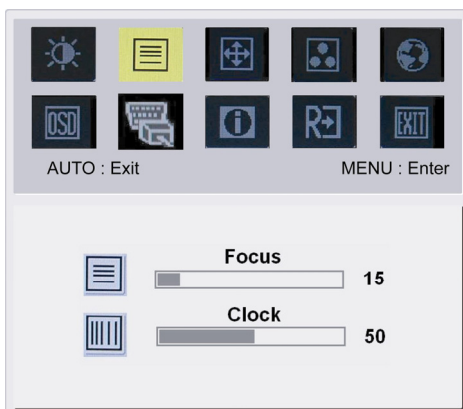 OSD
i
R
EXIT
AUTO : Exit
MENU : Enter
Focus
15
Clock
50